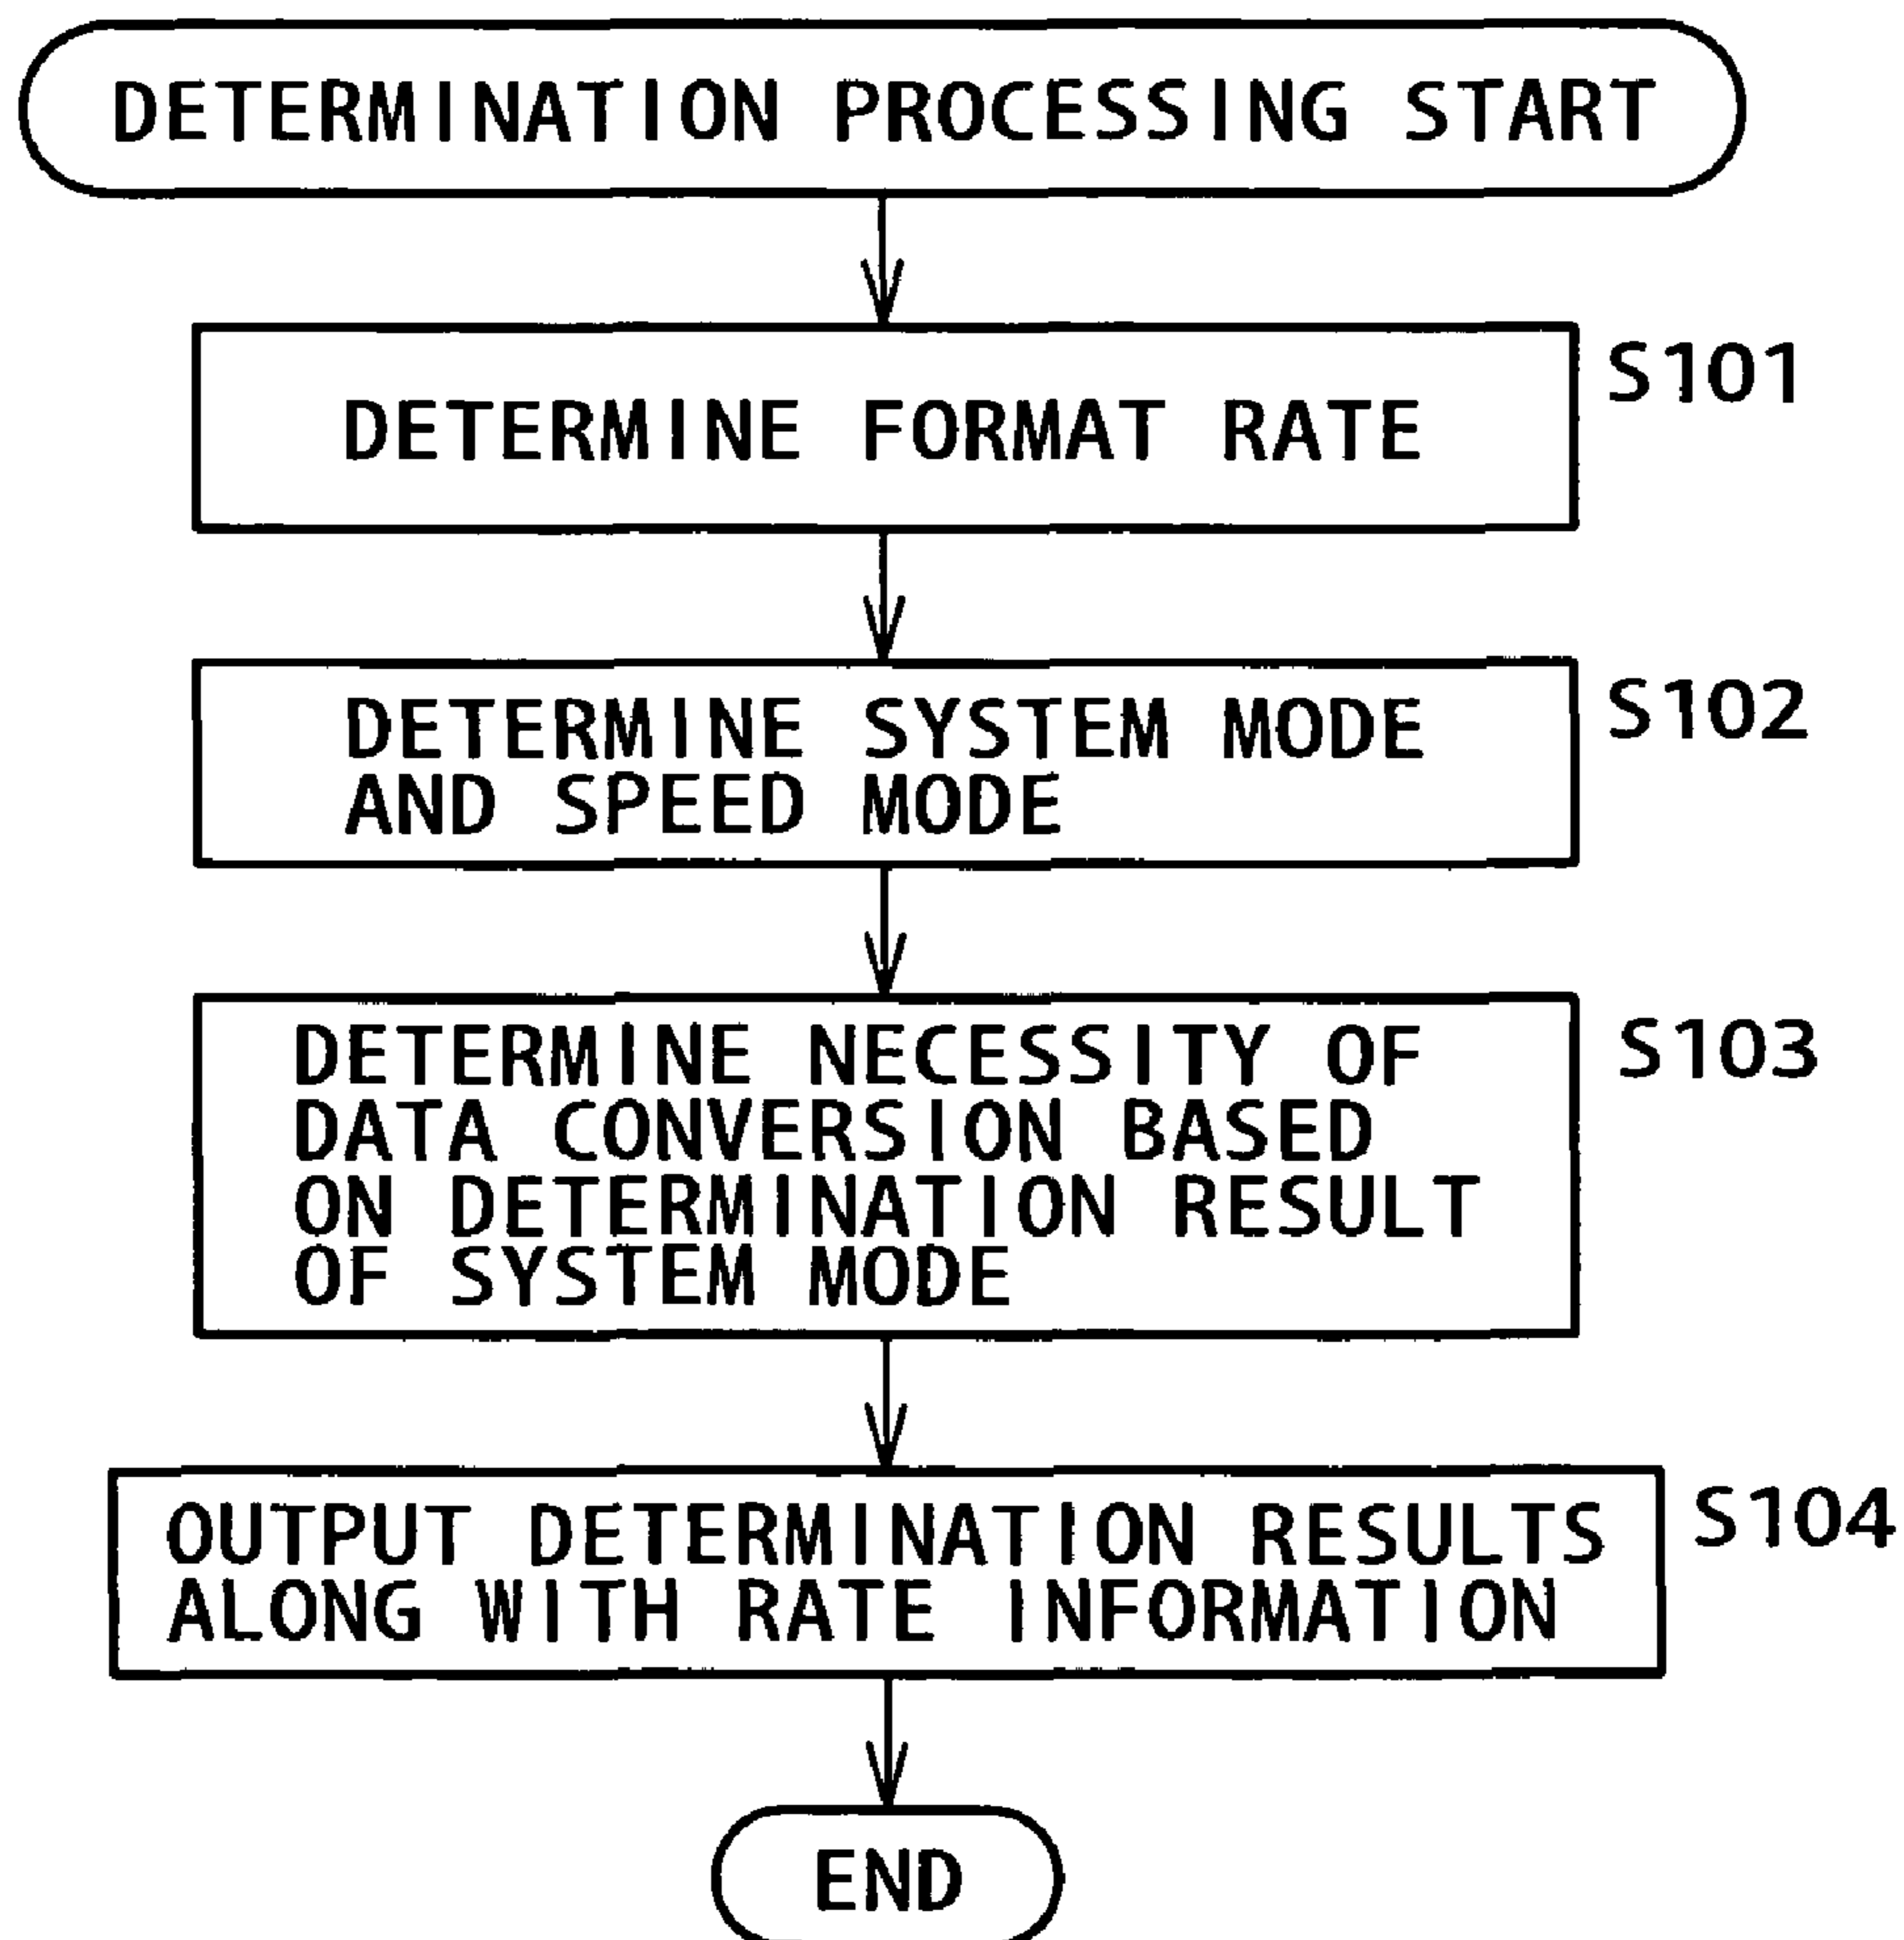 DETERMINATION PROCESSING START
DETERMINE FORMAT RATE
S101
DETERMINE SYSTEM MODE
AND SPEED MODE
S102
DETERMINE NECESSITY OF
DATA CONVERSION BASED
ON DETERMINATION RESULT
OF SYSTEM MODE
S103
OUTPUT DETERMINATION RESULTS
ALONG WITH RATE INFORMATION
S104
END